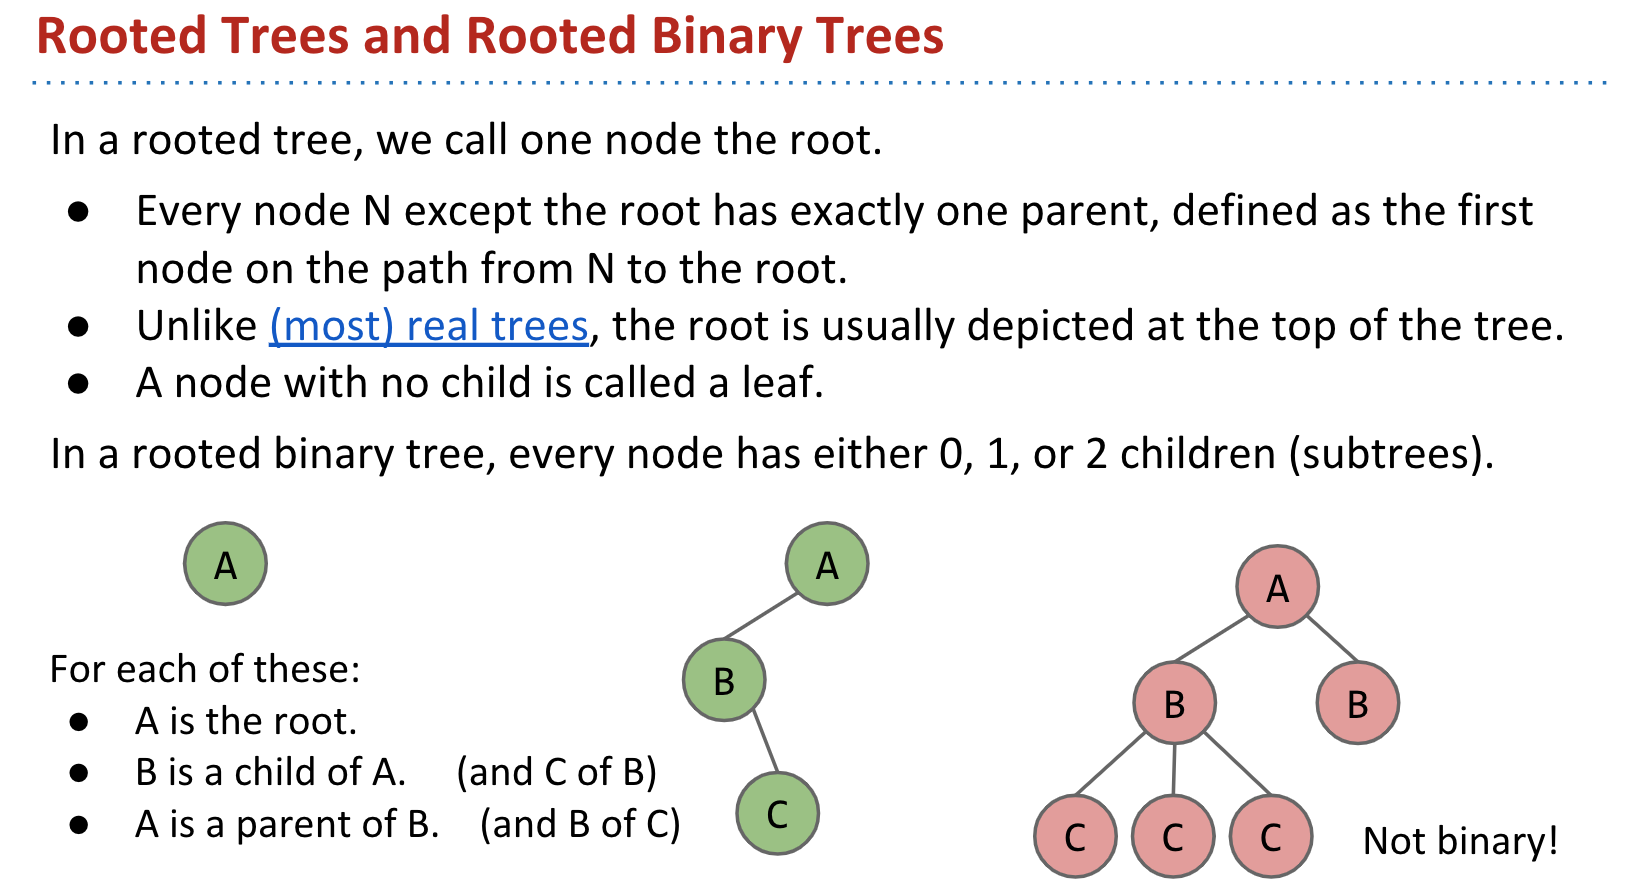 Rooted Trees and Rooted Binary Trees
In a rooted tree, we call one node the root.
● Every node N except the root has exactly one parent, defined as the first
node on the path from N to the root.
● Unlike (most) real trees, the root is usually depicted at the top of the tree.
● A node with no child is called a leaf.
In a rooted binary tree, every node has either 0, 1, or 2 children (subtrees).
A
For each of these:
● A is the root.
● B is a child of A. (and C of B)
● A is a parent of B. (and B of C)
A
B
C
A
B B
C C C
Not binary!